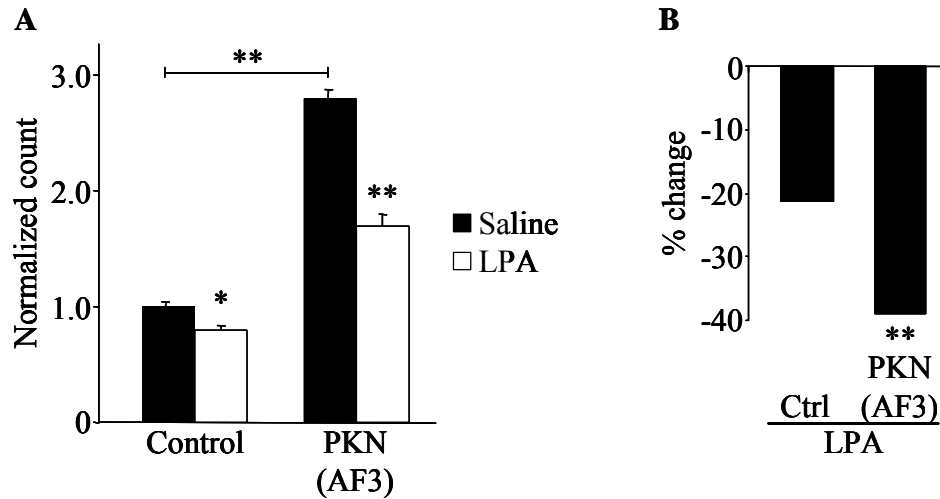 A
Normalized count
3.0
2.0
1.0
0
**
*
**
Control
PKN
(AF3)
Saline
LPA
B
% change
0
-10
-20
-30
-40
**
Ctrl
PKN
(AF3)
LPA